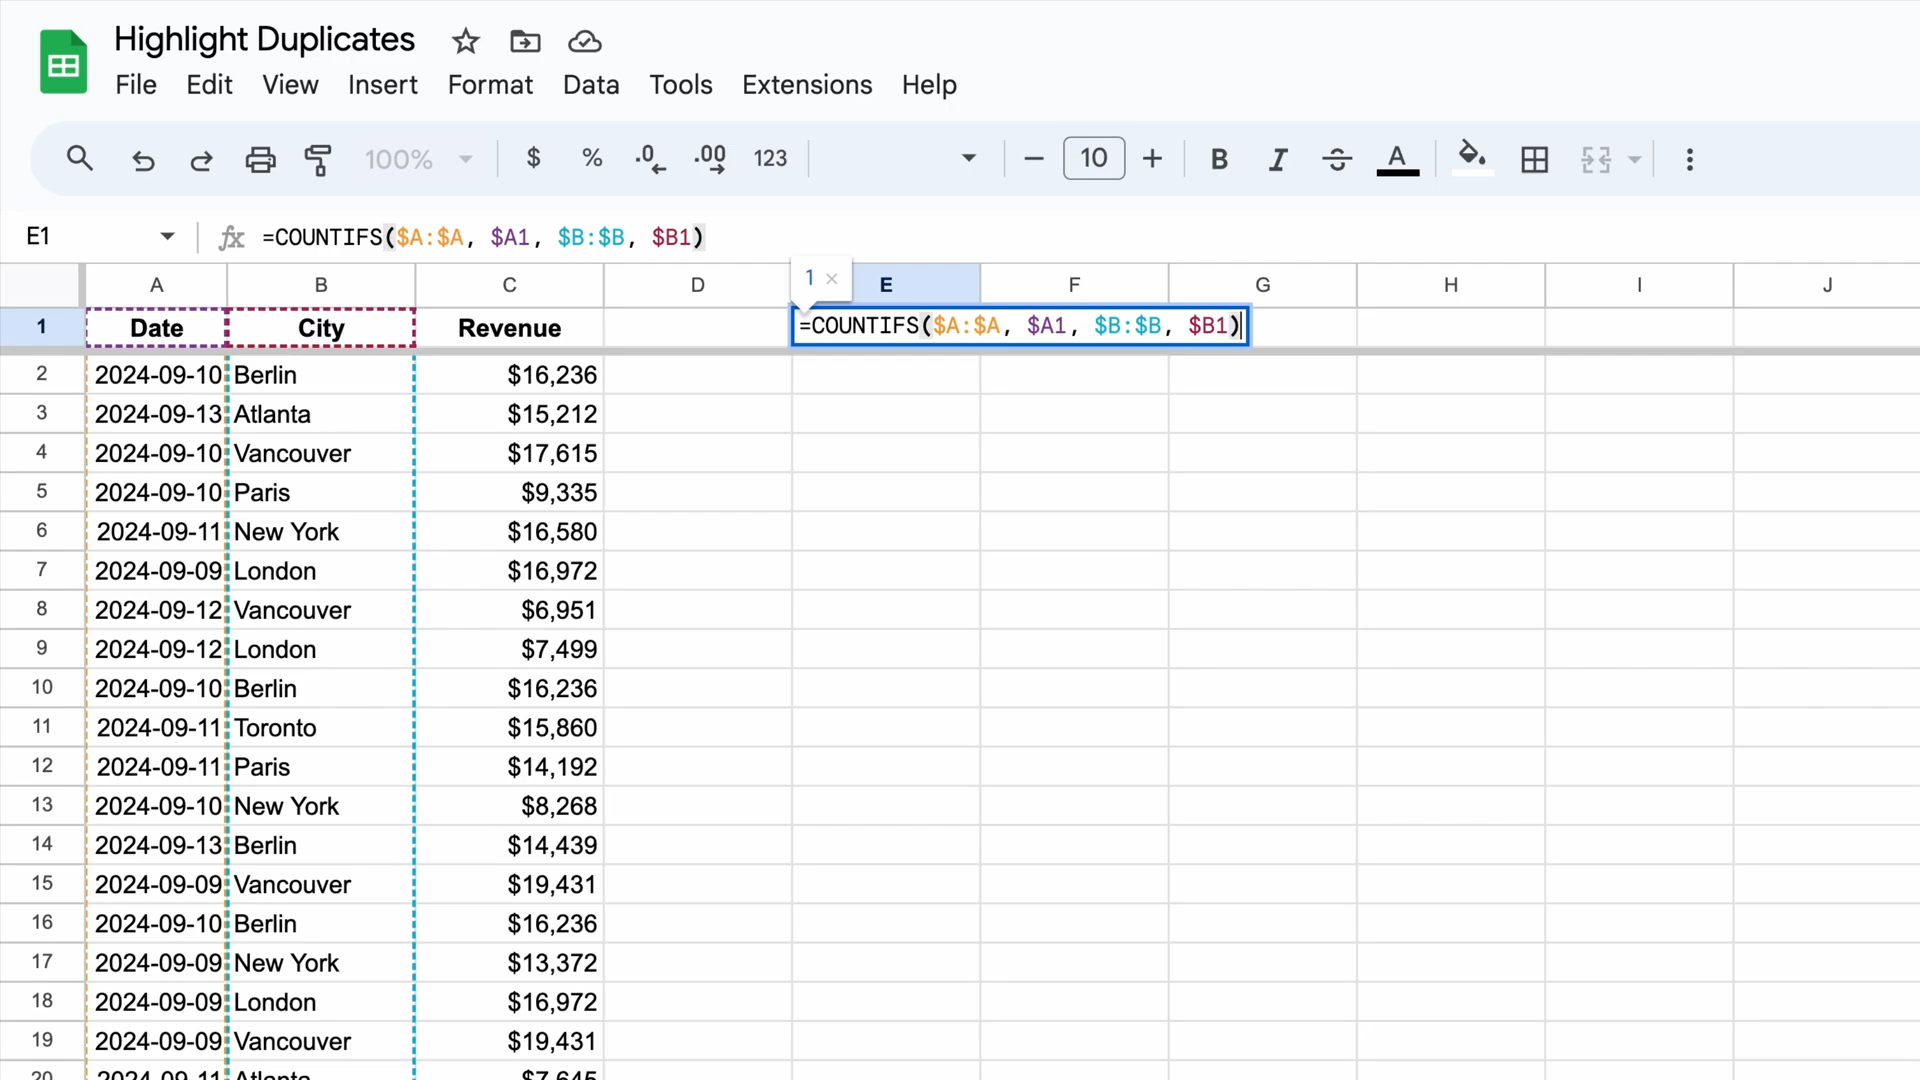 Highlight Duplicates
File Edit View Insert Format Data Tools Extensions Help
100% $ % .0 .00 123 10 B I S A
E1 fx =COUNTIFS($A:$A, $A1, $B:$B, $B1)
1 ×
A B C D E F G H I J
1 Date City Revenue =COUNTIFS($A:$A, $A1, $B:$B, $B1)
2 2024-09-10 Berlin $16,236
3 2024-09-13 Atlanta $15,212
4 2024-09-10 Vancouver $17,615
5 2024-09-10 Paris $9,335
6 2024-09-11 New York $16,580
7 2024-09-09 London $16,972
8 2024-09-12 Vancouver $6,951
9 2024-09-12 London $7,499
10 2024-09-10 Berlin $16,236
11 2024-09-11 Toronto $15,860
12 2024-09-11 Paris $14,192
13 2024-09-10 New York $8,268
14 2024-09-13 Berlin $14,439
15 2024-09-09 Vancouver $19,431
16 2024-09-10 Berlin $16,236
17 2024-09-09 New York $13,372
18 2024-09-09 London $16,972
19 2024-09-09 Vancouver $19,431
20 2024-09-11 Atlanta $7,645